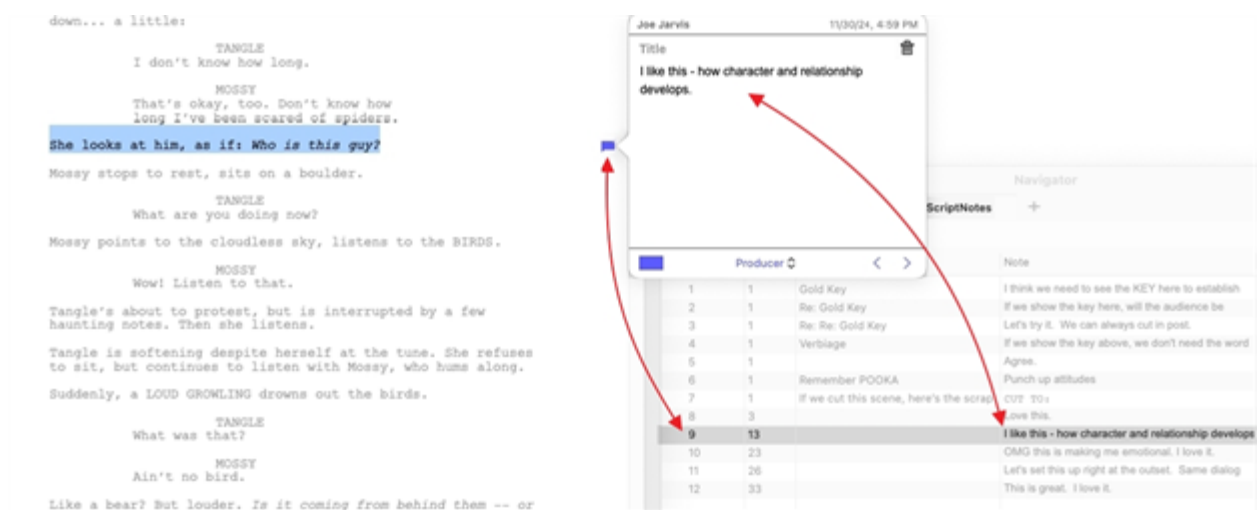 down... a little:
TANGLE
I don't know how long.
MOSSY
That's okay, too. Don't know how
long I've been scared of spiders.
She looks at him, as if: Who is this guy?
Mossy stops to rest, sits on a boulder.
TANGLE
What are you doing now?
Mossy points to the cloudless sky, listens to the BIRDS.
MOSSY
Wow! Listen to that.
Tangle's about to protest, but is interrupted by a few
haunting notes. Then she listens.
Tangle is softening despite herself at the tune. She refuses
to sit, but continues to listen with Mossy, who hums along.
Suddenly, a LOUD GROWLING drowns out the birds.
TANGLE
What was that?
MOSSY
Ain't no bird.
Like a bear? But louder. Is it coming from behind them -- or
Joe Jarvis 11/30/24, 4:59 PM
Title
I like this - how character and relationship
develops.
Producer
Navigator
ScriptNotes +
Note
1 1 Gold Key I think we need to see the KEY here to establish
2 1 Re: Gold Key If we show the key here, will the audience be
3 1 Re: Re: Gold Key Let's try it. We can always cut in post.
4 1 Verbiage If we show the key above, we don't need the word
5 1 Agree.
6 1 Remember POOKA Punch up attitudes
7 1 If we cut this scene, here's the scrap CUT TO:
8 3 Love this.
9 13 I like this - how character and relationship develops
10 23 OMG this is making me emotional. I love it.
11 26 Let's set this up right at the outset. Same dialog
12 33 This is great. I love it.